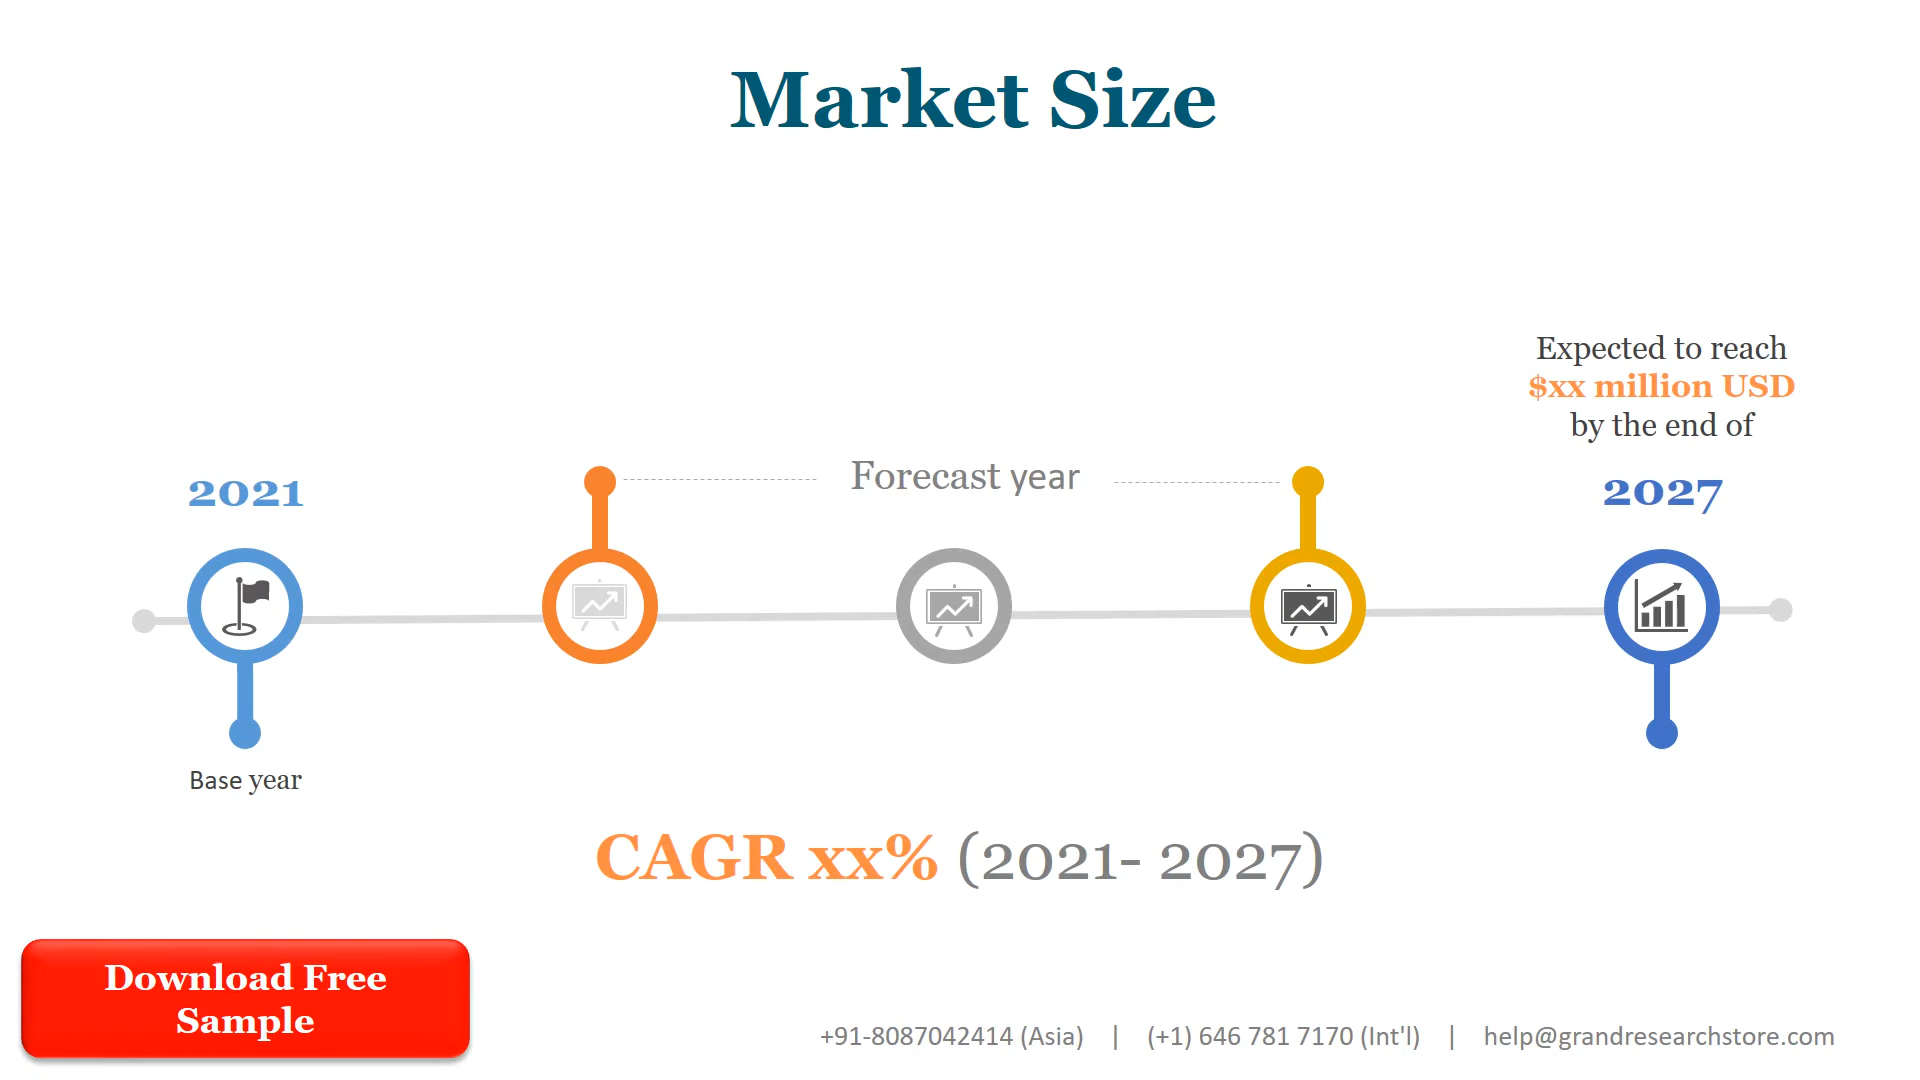 Market Size
Expected to reach
$xx million USD
by the end of
2027
Forecast year
2021
Base year
CAGR xx% (2021- 2027)
Download Free
Sample
+91-8087042414 (Asia) | (+1) 646 781 7170 (Int'l) | help@grandresearchstore.com